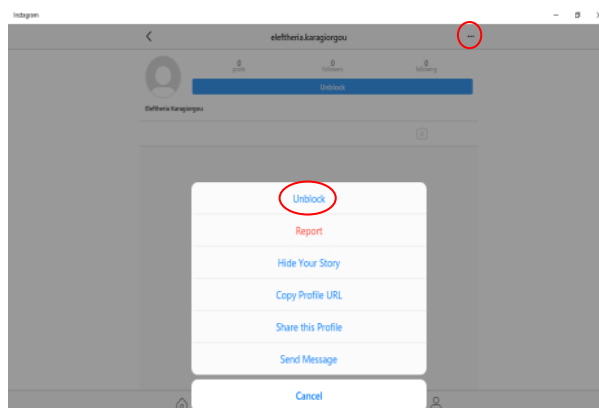 Instagram
eleftheria.karagiorgou
...
0 0 0
posts followers following
Unblock
Eleftheria Karagiorgou
Unblock
Report
Hide Your Story
Copy Profile URL
Share this Profile
Send Message
Cancel